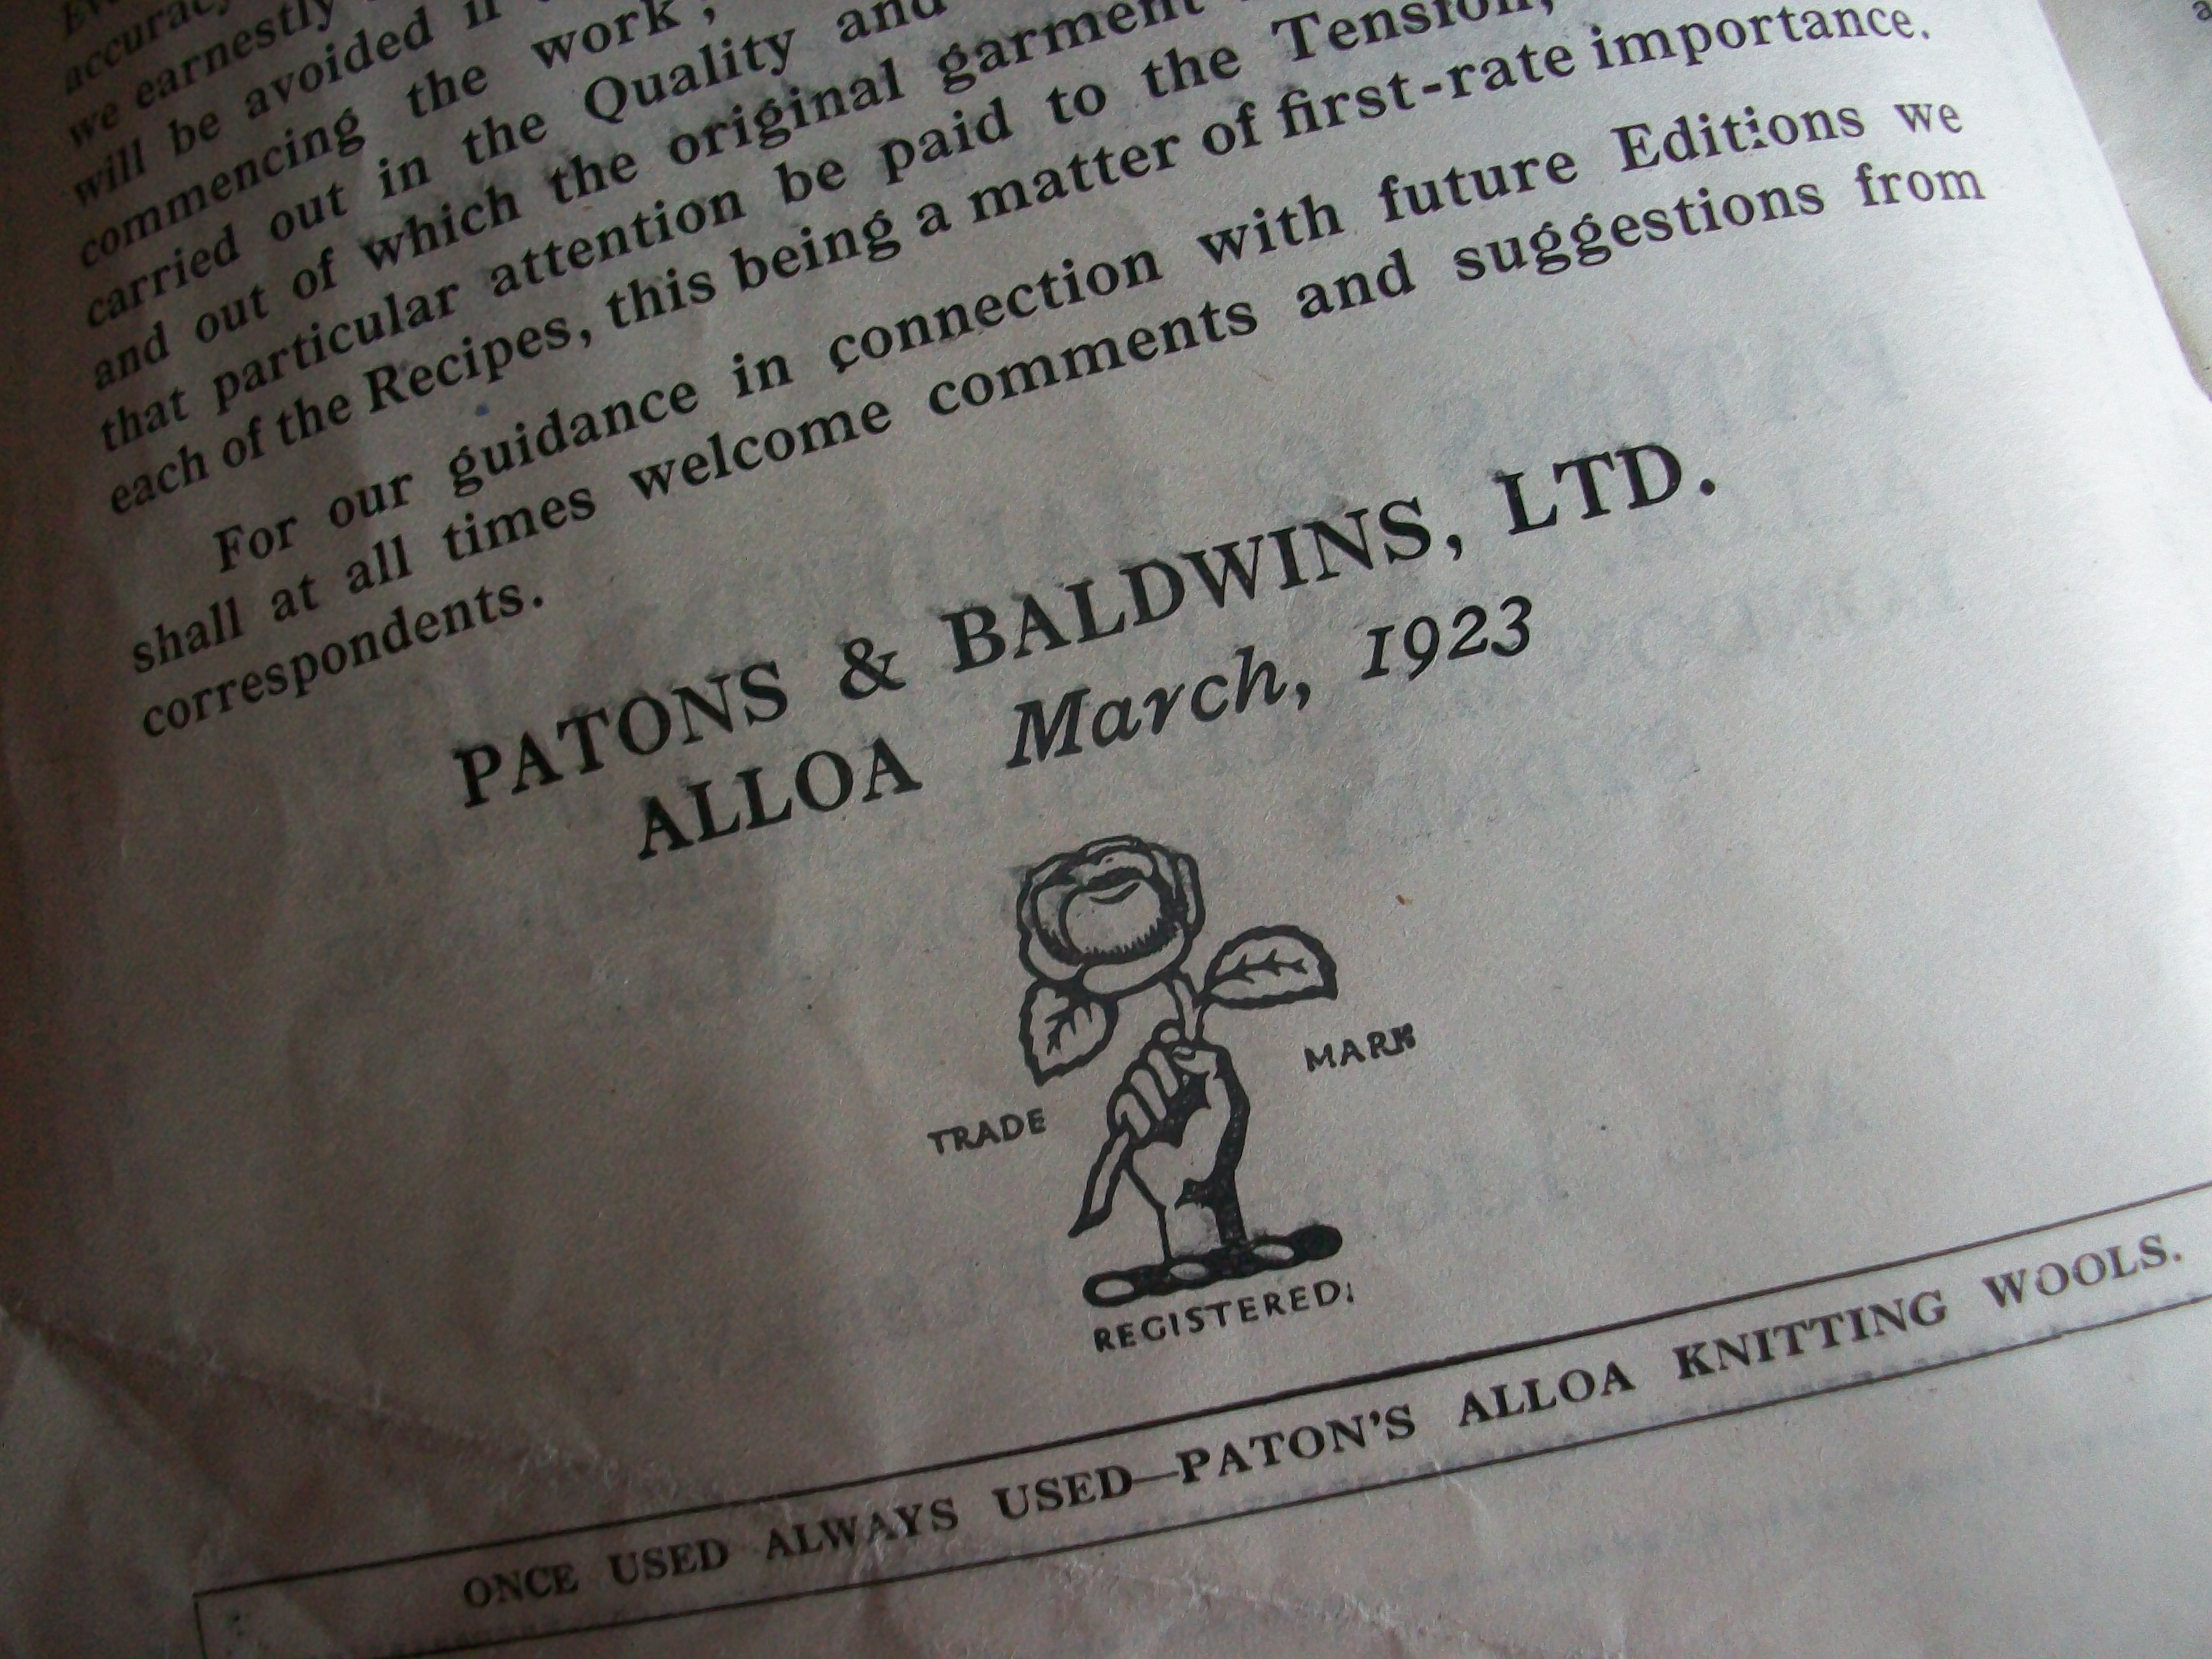 accuracy
we earnestly
will be avoided if
commencing the work;
carried out in the Quality and
and out of which the original garment
that particular attention be paid to the Tension,
each of the Recipes, this being a matter of first-rate importance.
For our guidance in connection with future Editions we
shall at all times welcome comments and suggestions from
correspondents.
PATONS & BALDWINS, LTD.
ALLOA March, 1923
TRADE MARK
REGISTERED.
ONCE USED ALWAYS USED—PATON'S ALLOA KNITTING WOOLS.